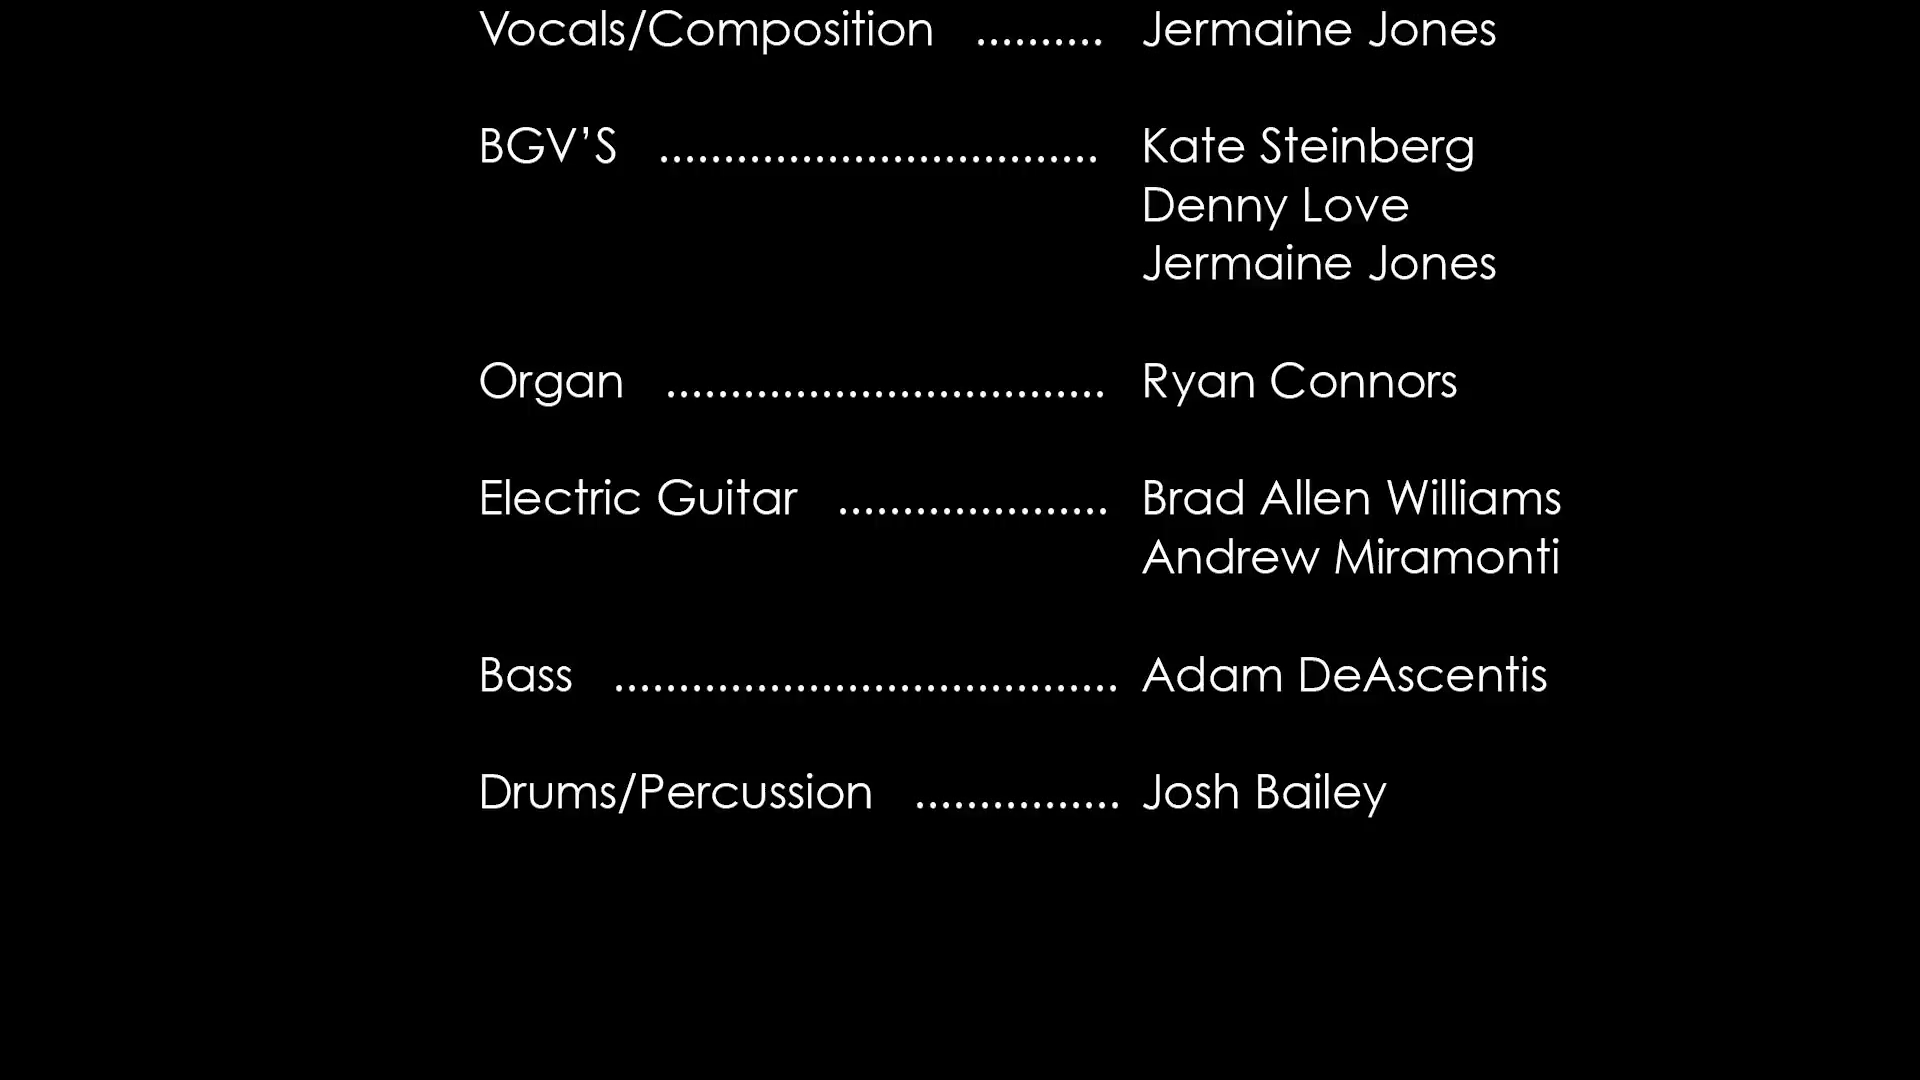 Vocals/Composition .......... Jermaine Jones
BGV’S .................................. Kate Steinberg
Denny Love
Jermaine Jones
Organ .................................. Ryan Connors
Electric Guitar ..................... Brad Allen Williams
Andrew Miramonti
Bass ....................................... Adam DeAscentis
Drums/Percussion ................ Josh Bailey